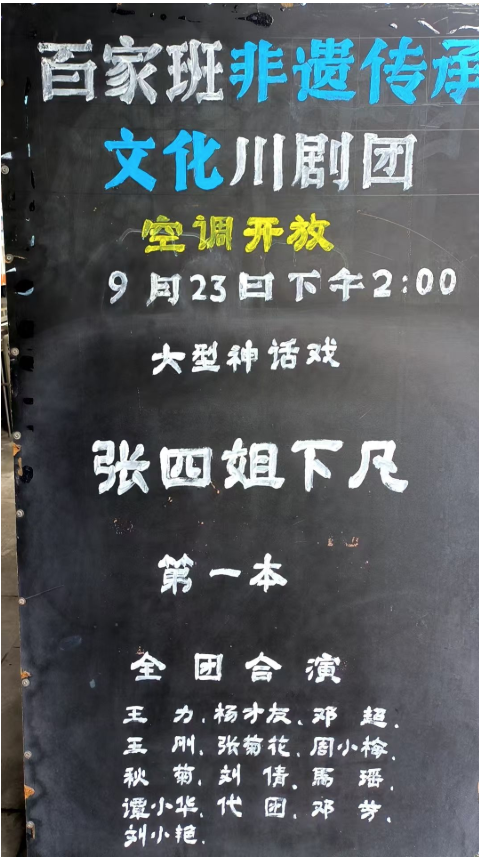 百家班非遗传承
文化川剧团
空调开放
9月23日下午2:00
大型神话戏
张四姐下凡
第一本
全团合演
王力.杨才友.邓超.
王刚.张菊花.周小梅.
秋菊.刘倩.馬瑶.
谭小华.代团.邓芳.
刘小艳.